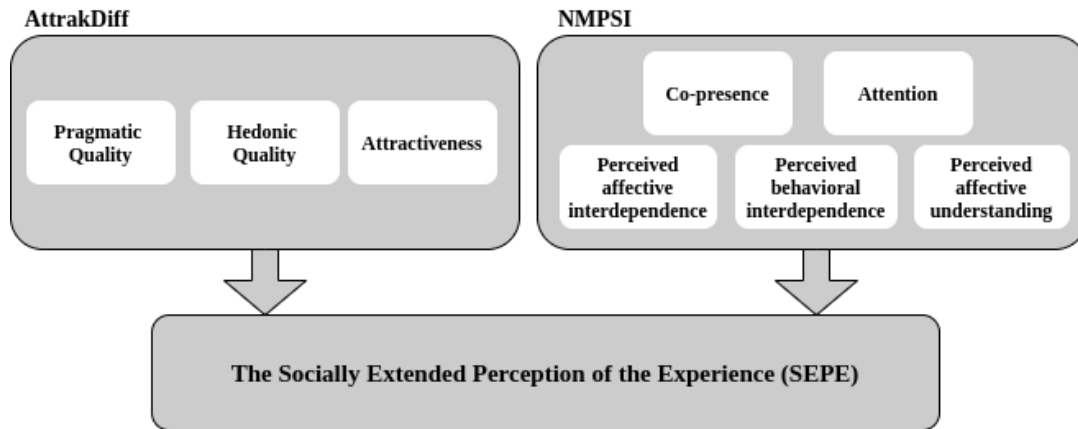 AttrakDiff
Pragmatic
Quality
Hedonic
Quality
Attractiveness
NMPSI
Co-presence
Attention
Perceived
affective
interdependence
Perceived
behavioral
interdependence
Perceived
affective
understanding
The Socially Extended Perception of the Experience (SEPE)